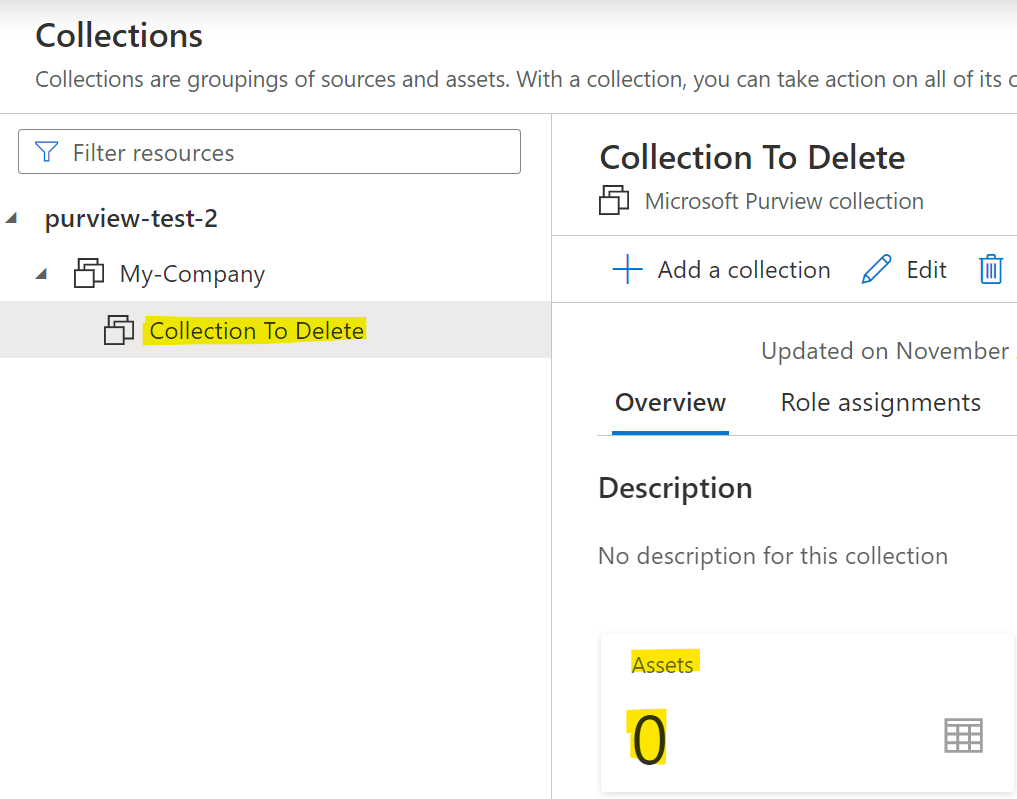 Collections
Collections are groupings of sources and assets. With a collection, you can take action on all of its
Filter resources
purview-test-2
My-Company
Collection To Delete
Collection To Delete
Microsoft Purview collection
Add a collection
Edit
Updated on November
Overview
Role assignments
Description
No description for this collection
Assets
0